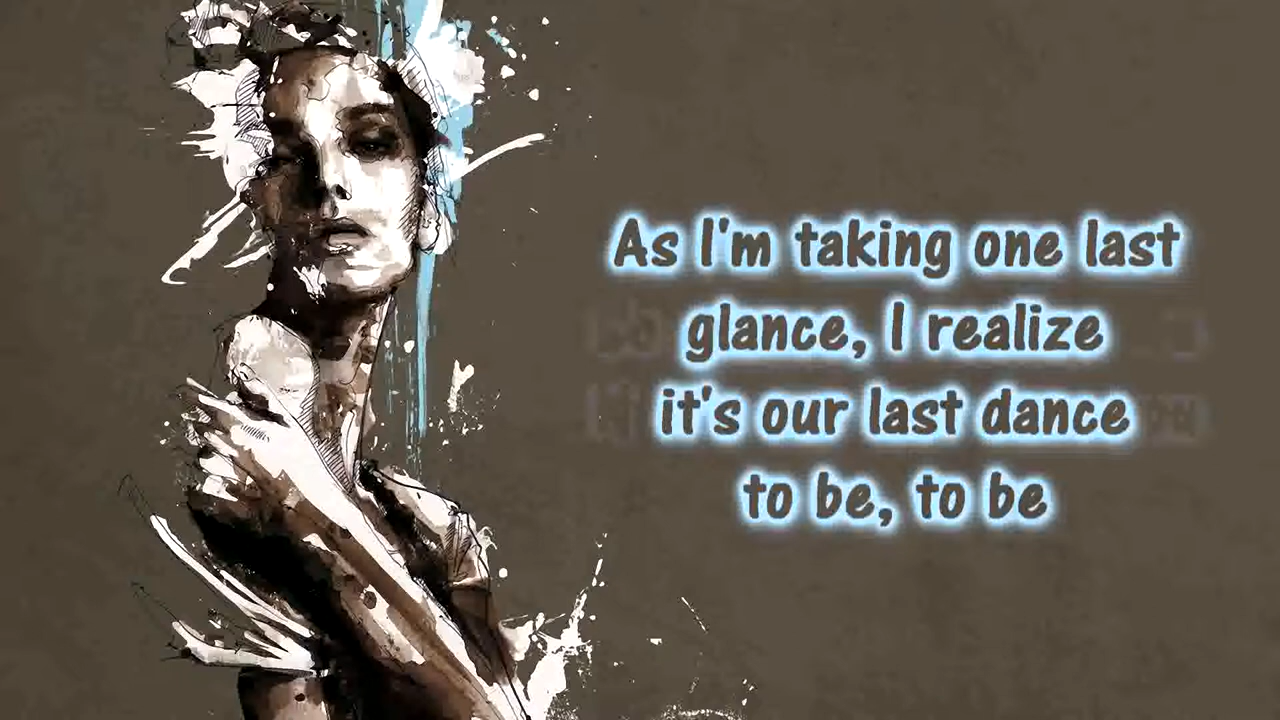 As I'm taking one last
glance, I realize
it's our last dance
to be, to be